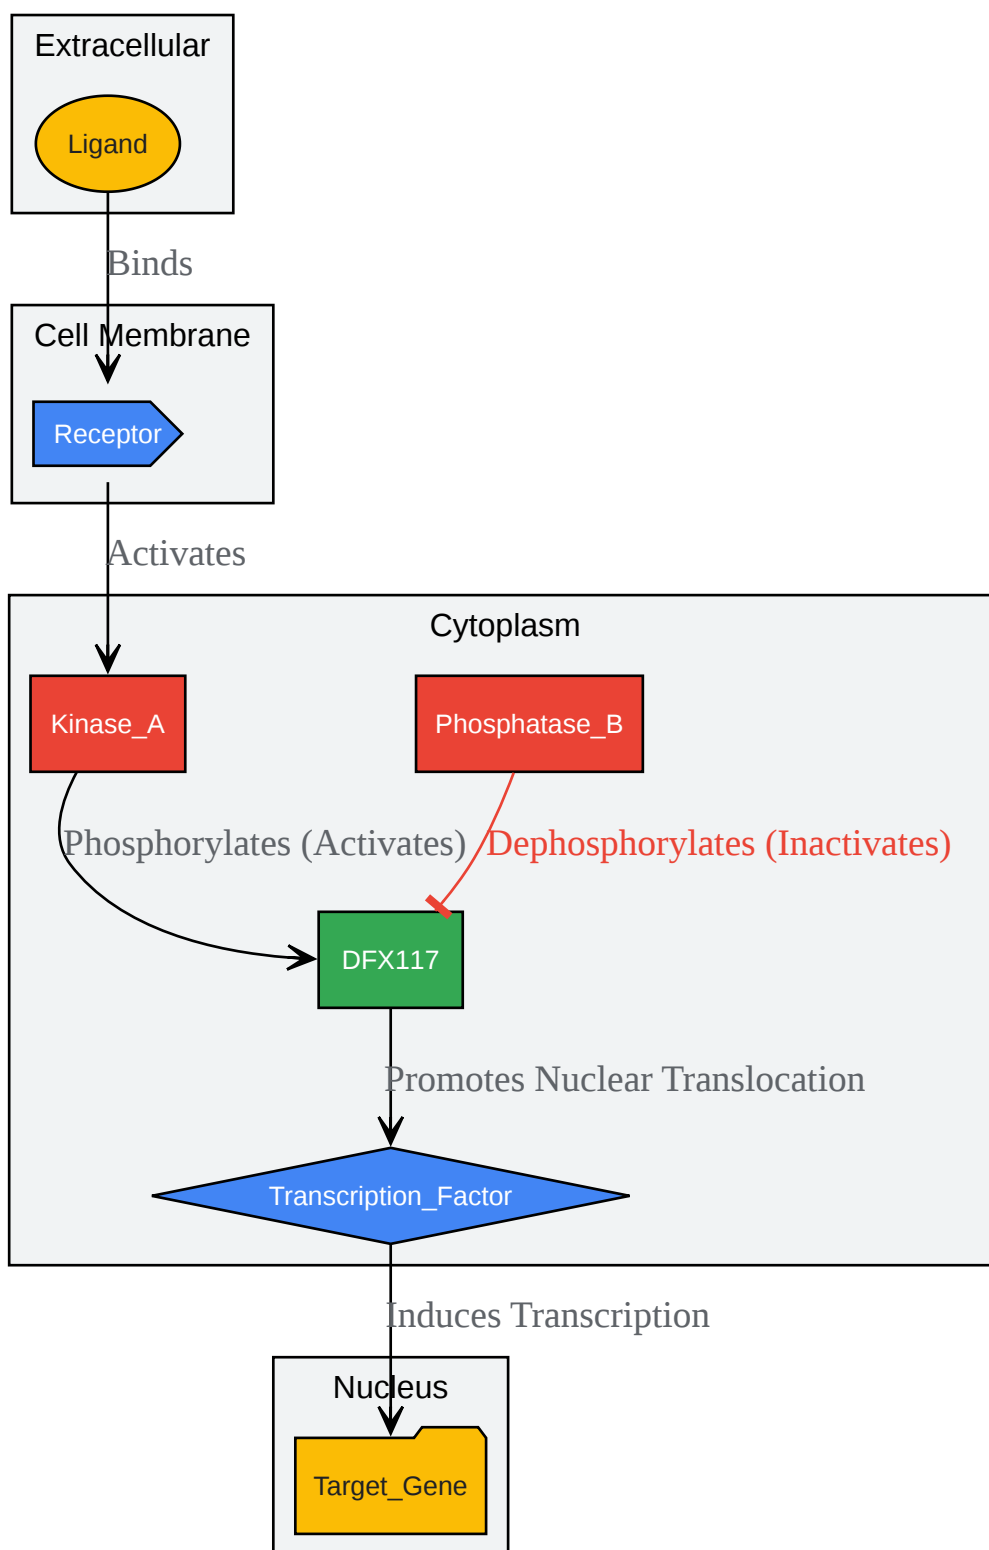 Extracellular
Ligand
Binds
Cell Membrane
Receptor
Activates
Cytoplasm
Kinase_A
Phosphatase_B
Phosphorylates (Activates)
Dephosphorylates (Inactivates)
DFX117
Promotes Nuclear Translocation
Transcription_Factor
Induces Transcription
Nucleus
Target_Gene